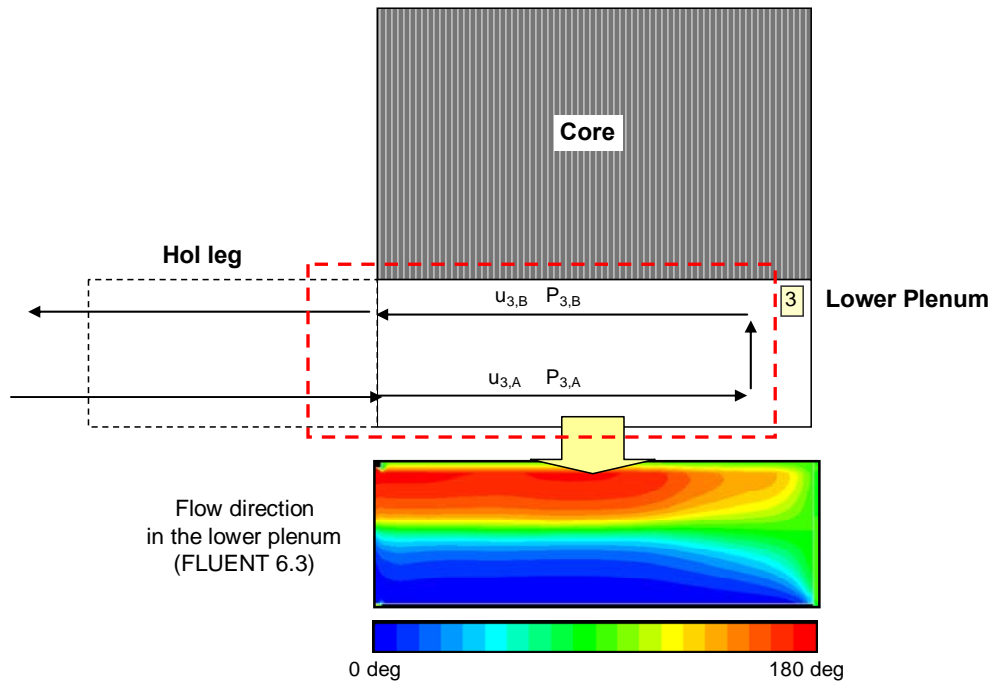 Core
Hol leg
u3,B P3,B
3
Lower Plenum
u3,A P3,A
Flow direction
in the lower plenum
(FLUENT 6.3)
0 deg
180 deg